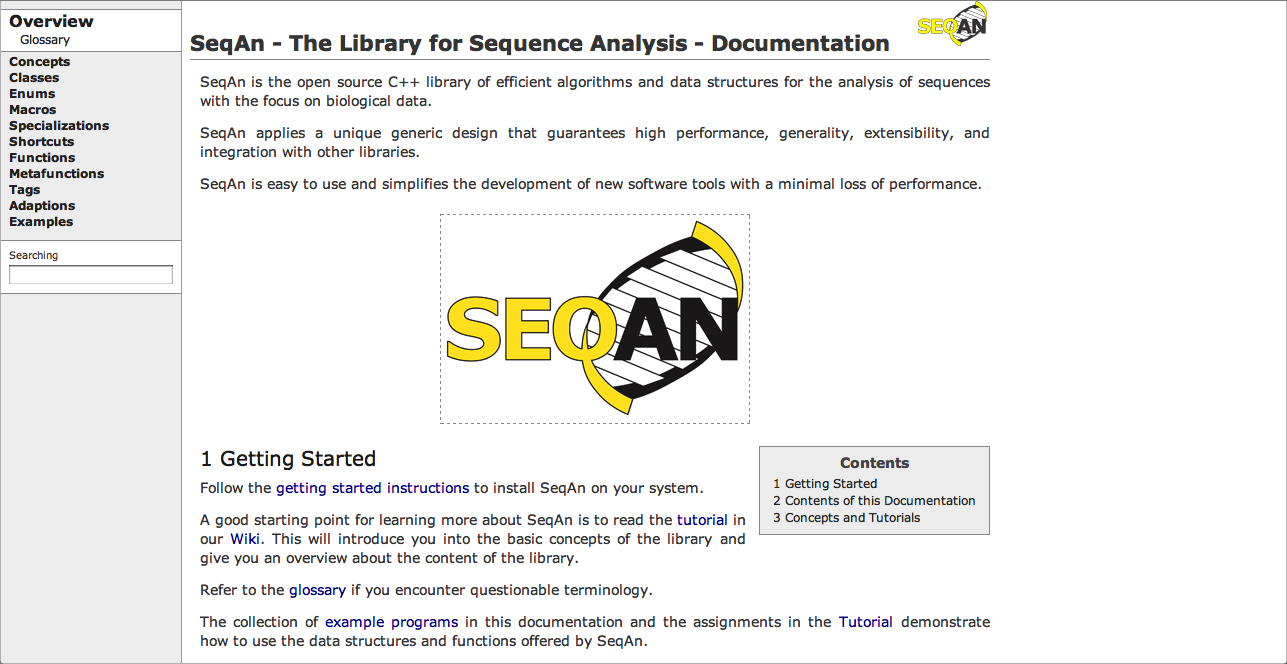 Overview
Glossary
Concepts
Classes
Enums
Macros
Specializations
Shortcuts
Functions
Metafunctions
Tags
Adaptions
Examples
Searching
SEQAN
SeqAn - The Library for Sequence Analysis - Documentation
SeqAn is the open source C++ library of efficient algorithms and data structures for the analysis of sequences
with the focus on biological data.
SeqAn applies a unique generic design that guarantees high performance, generality, extensibility, and
integration with other libraries.
SeqAn is easy to use and simplifies the development of new software tools with a minimal loss of performance.
SEQAN
1 Getting Started
Follow the getting started instructions to install SeqAn on your system.
A good starting point for learning more about SeqAn is to read the tutorial in
our Wiki. This will introduce you into the basic concepts of the library and
give you an overview about the content of the library.
Contents
1 Getting Started
2 Contents of this Documentation
3 Concepts and Tutorials
Refer to the glossary if you encounter questionable terminology.
The collection of example programs in this documentation and the assignments in the Tutorial demonstrate
how to use the data structures and functions offered by SeqAn.